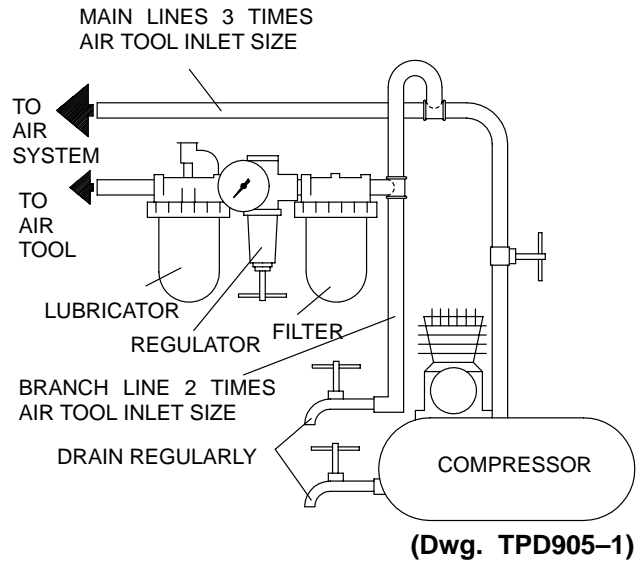 MAIN LINES 3 TIMES
AIR TOOL INLET SIZE
TO
AIR
SYSTEM
TO
AIR
TOOL
LUBRICATOR
REGULATOR
FILTER
BRANCH LINE 2 TIMES
AIR TOOL INLET SIZE
DRAIN REGULARLY
COMPRESSOR
(Dwg. TPD905–1)